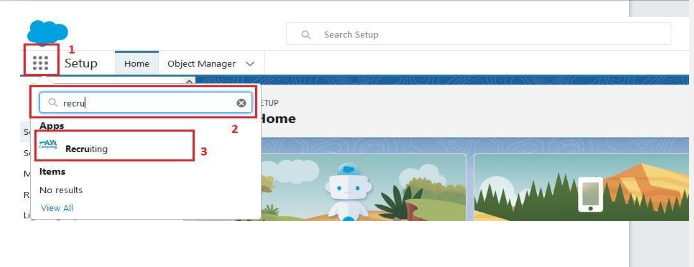 Search Setup
1
Setup
Home
Object Manager
recru
2
ETUP
Home
Apps
Recruiting
3
Items
No results
View All